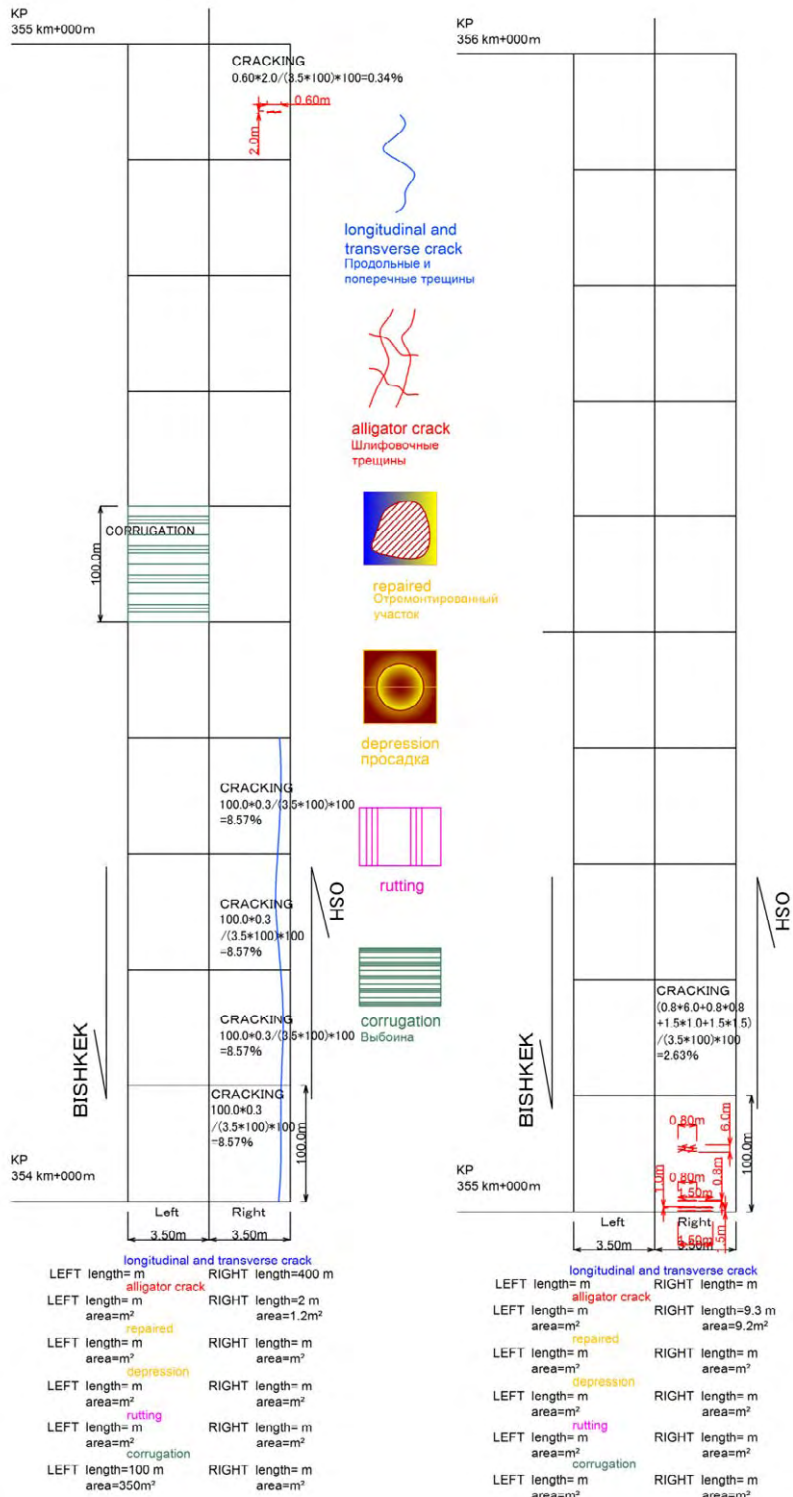 KP
355 km+000m
CRACKING
0.60*2.0/(3.5*100)*100=0.34%
0.60m
2.0m
longitudinal and
transverse crack
Продольные и
поперечные трещины
alligator crack
Шлифовочные
трещины
CORRUGATION
100.0m
repaired
Отромонтированный
участок
depression
просадка
CRACKING
100.0*0.3/(3.5*100)*100
=8.57%
rutting
CRACKING
100.0*0.3
/(3.5*100)*100
=8.57%
HSO
corrugation
Выбоина
CRACKING
100.0*0.3/(3.5*100)*100
=8.57%
BISHKEK
CRACKING
100.0*0.3
/(3.5*100)*100
=8.57%
100.0m
KP
354 km+000m
Left
Right
3.50m
3.50m
longitudinal and transverse crack
LEFT length= m
RIGHT length=400 m
alligator crack
LEFT length= m
RIGHT length=2 m
area=m²
area=1.2m²
repaired
LEFT length= m
RIGHT length= m
area=m²
area=m²
depression
LEFT length= m
RIGHT length= m
area=m²
area=m²
rutting
LEFT length= m
RIGHT length= m
area=m²
area=m²
corrugation
LEFT length=100 m
RIGHT length= m
area=350m²
area=m²
KP
356 km+000m
HSO
CRACKING
(0.8*6.0+0.8*0.8
+1.5*1.0+1.5*1.5)
/(3.5*100)*100
=2.63%
BISHKEK
0.80m
6.0m
100.0m
0.80m
0.8m
1.0m
1.50m
KP
355 km+000m
Left
Right
1.50m
.5m
3.50m
3.50m
longitudinal and transverse crack
LEFT length= m
RIGHT length= m
alligator crack
LEFT length= m
RIGHT length=9.3 m
area=m²
area=9.2m²
repaired
LEFT length= m
RIGHT length= m
area=m²
area=m²
depression
LEFT length= m
RIGHT length= m
area=m²
area=m²
rutting
LEFT length= m
RIGHT length= m
area=m²
area=m²
corrugation
LEFT length= m
RIGHT length= m
area=m²
area=m²